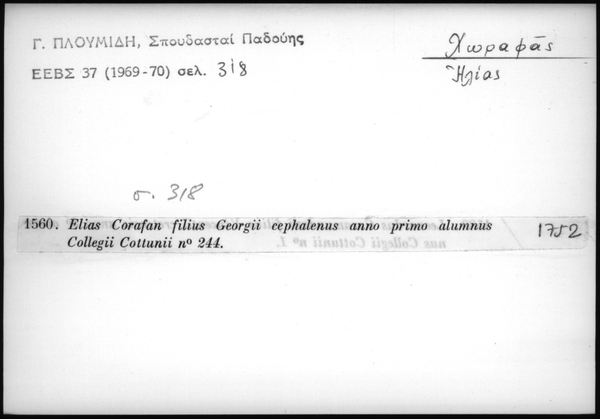 Γ. ΠΛΟΥΜΙΔΗ, Σπουδασταί Παδούης
ΕΕΒΣ 37 (1969-70) σελ. 318
Χωραφᾶς
Ἠλίας
σ. 318
1560. Elias Corafan filius Georgii cephalenus anno primo alumnus
Collegii Cottunii nº 244.
1752